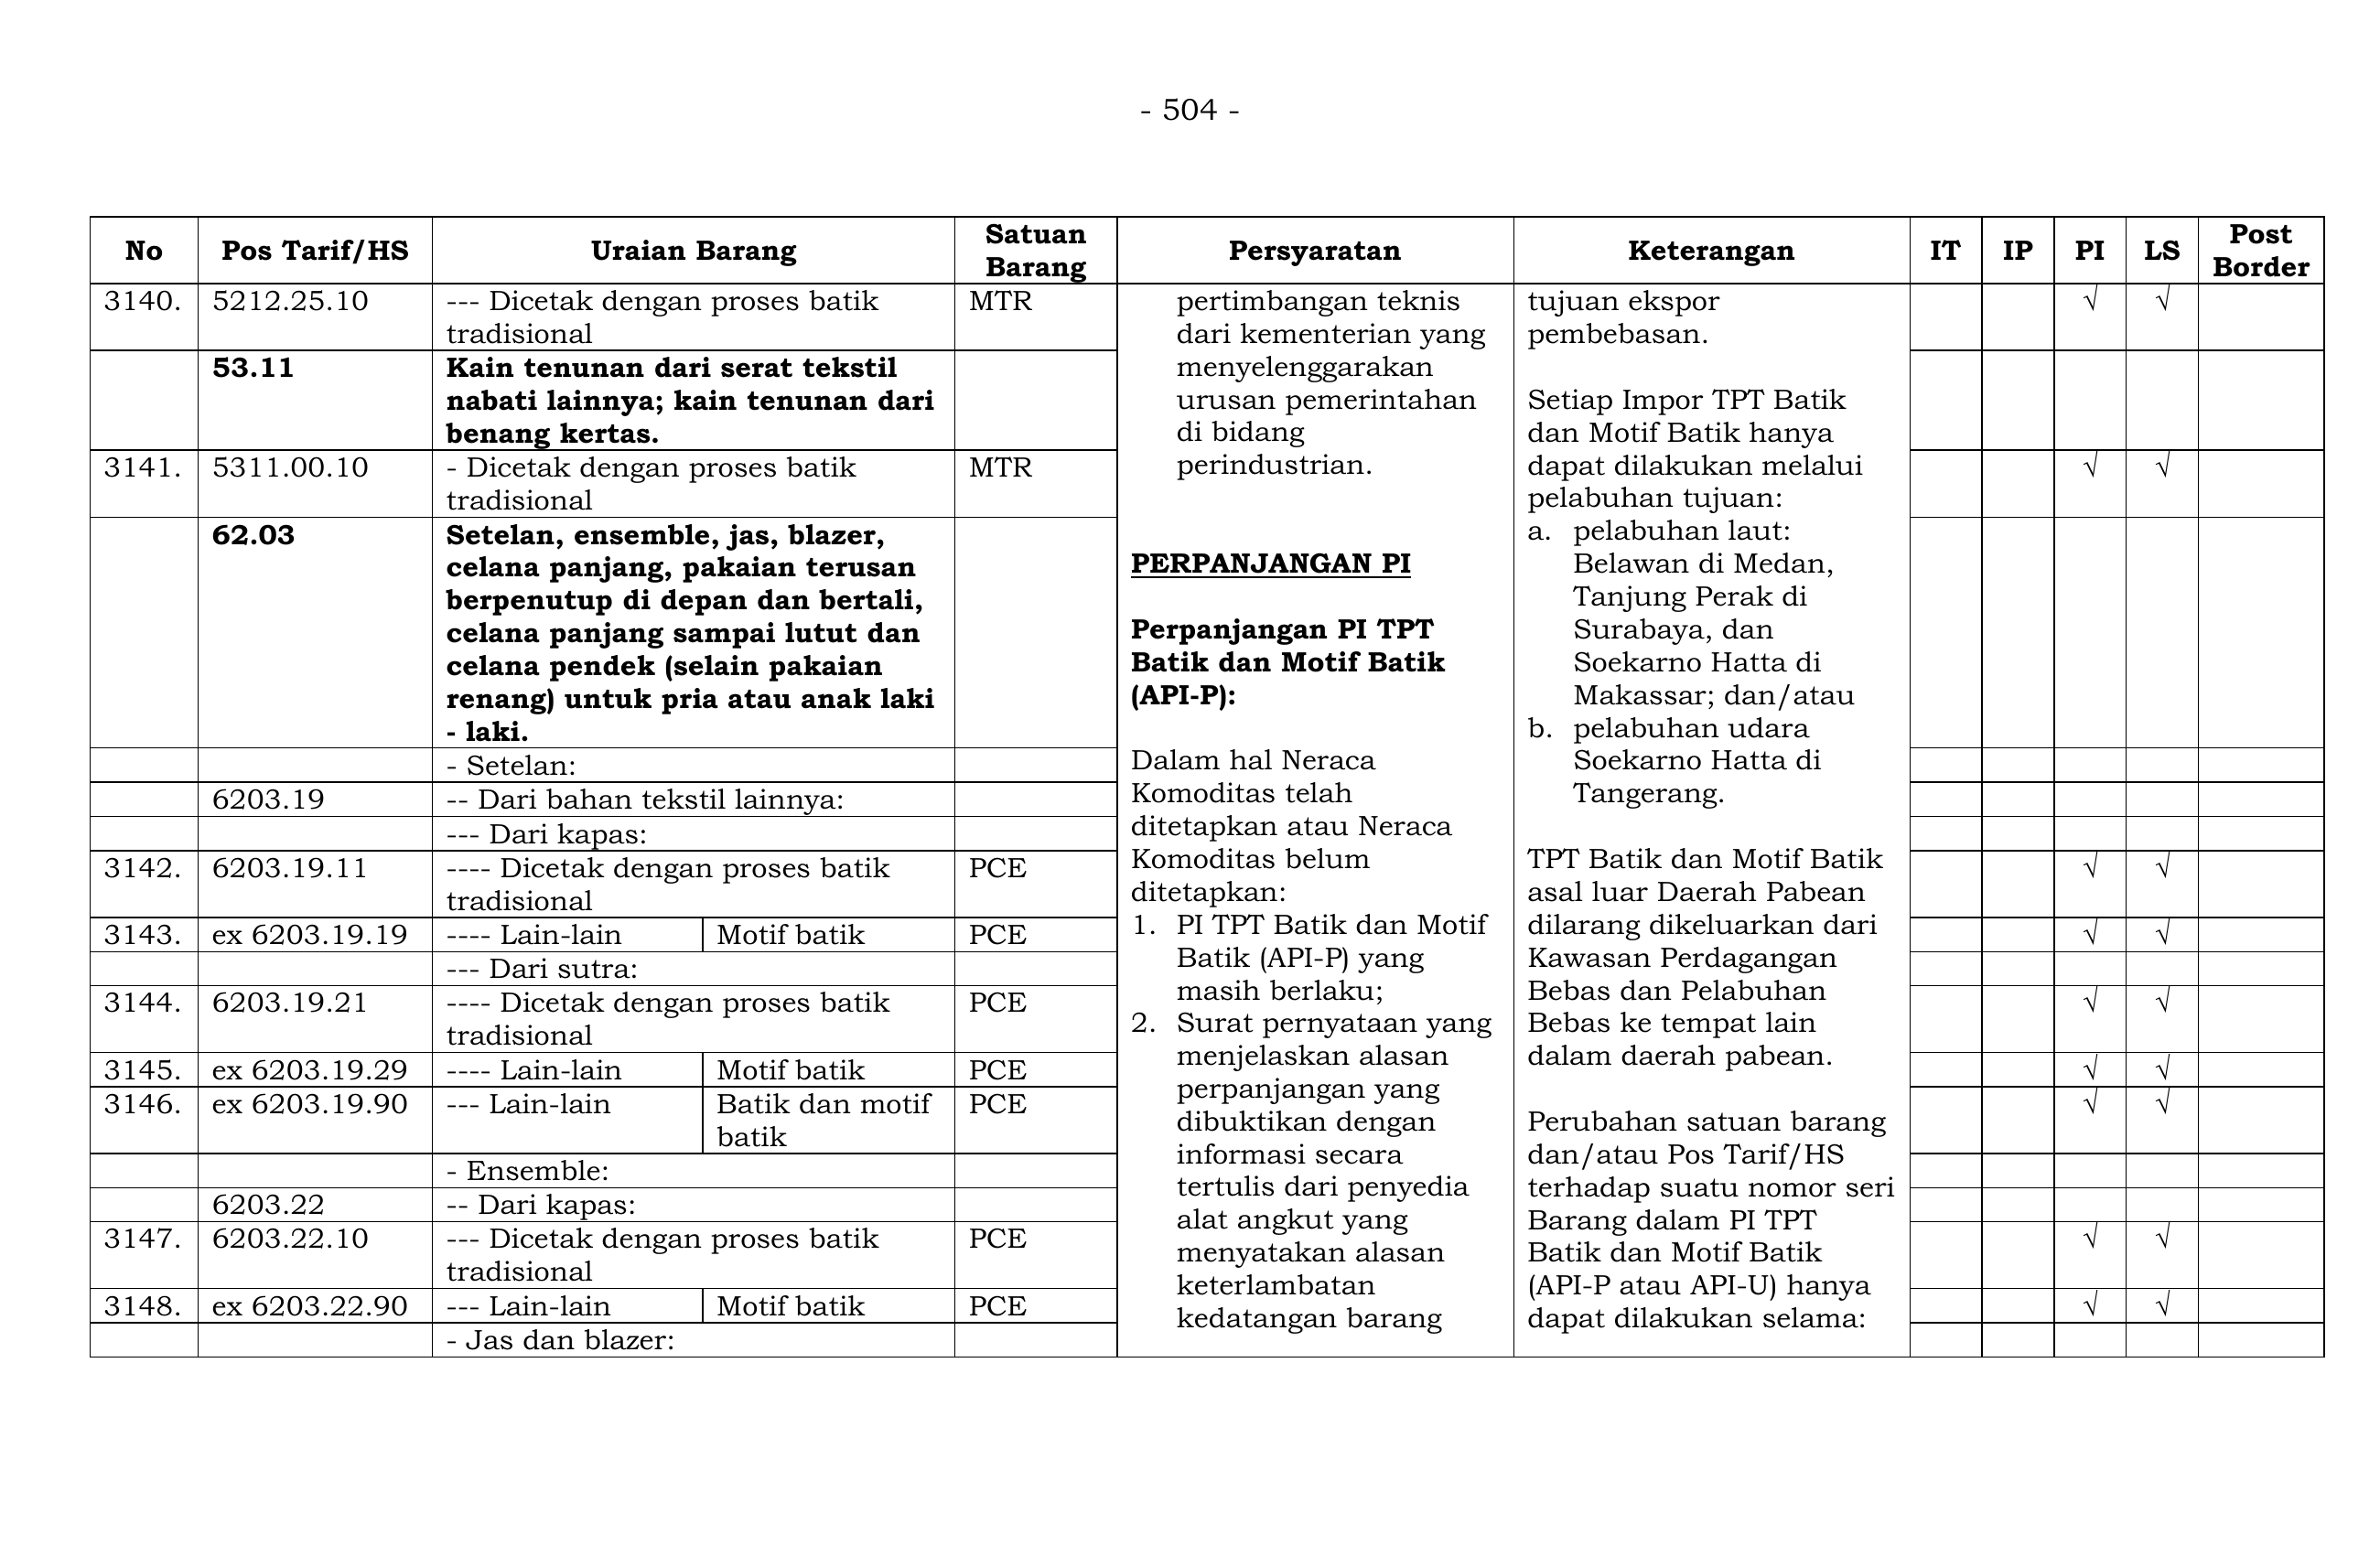 - 504 -
No Pos Tarif/HS Uraian Barang Satuan Barang Persyaratan Keterangan IT IP PI LS Post Border
3140. 5212.25.10 --- Dicetak dengan proses batik MTR √ √
tradisional
53.11 Kain tenunan dari serat tekstil
nabati lainnya; kain tenunan dari
benang kertas.
3141. 5311.00.10 - Dicetak dengan proses batik MTR √ √
tradisional
62.03 Setelan, ensemble, jas, blazer,
celana panjang, pakaian terusan
berpenutup di depan dan bertali,
celana panjang sampai lutut dan
celana pendek (selain pakaian
renang) untuk pria atau anak laki
- laki.
- Setelan:
6203.19 -- Dari bahan tekstil lainnya:
--- Dari kapas:
3142. 6203.19.11 ---- Dicetak dengan proses batik PCE √ √
tradisional
3143. ex 6203.19.19 ---- Lain-lain Motif batik PCE √ √
--- Dari sutra:
3144. 6203.19.21 ---- Dicetak dengan proses batik PCE √ √
tradisional
3145. ex 6203.19.29 ---- Lain-lain Motif batik PCE √ √
3146. ex 6203.19.90 --- Lain-lain Batik dan motif PCE √ √
batik
- Ensemble:
6203.22 -- Dari kapas:
3147. 6203.22.10 --- Dicetak dengan proses batik PCE √ √
tradisional
3148. ex 6203.22.90 --- Lain-lain Motif batik PCE √ √
- Jas dan blazer:
pertimbangan teknis
dari kementerian yang
menyelenggarakan
urusan pemerintahan
di bidang
perindustrian.
PERPANJANGAN PI
Perpanjangan PI TPT
Batik dan Motif Batik
(API-P):
Dalam hal Neraca
Komoditas telah
ditetapkan atau Neraca
Komoditas belum
ditetapkan:
1. PI TPT Batik dan Motif
Batik (API-P) yang
masih berlaku;
2. Surat pernyataan yang
menjelaskan alasan
perpanjangan yang
dibuktikan dengan
informasi secara
tertulis dari penyedia
alat angkut yang
menyatakan alasan
keterlambatan
kedatangan barang
tujuan ekspor
pembebasan.
Setiap Impor TPT Batik
dan Motif Batik hanya
dapat dilakukan melalui
pelabuhan tujuan:
a. pelabuhan laut:
Belawan di Medan,
Tanjung Perak di
Surabaya, dan
Soekarno Hatta di
Makassar; dan/atau
b. pelabuhan udara
Soekarno Hatta di
Tangerang.
TPT Batik dan Motif Batik
asal luar Daerah Pabean
dilarang dikeluarkan dari
Kawasan Perdagangan
Bebas dan Pelabuhan
Bebas ke tempat lain
dalam daerah pabean.
Perubahan satuan barang
dan/atau Pos Tarif/HS
terhadap suatu nomor seri
Barang dalam PI TPT
Batik dan Motif Batik
(API-P atau API-U) hanya
dapat dilakukan selama: